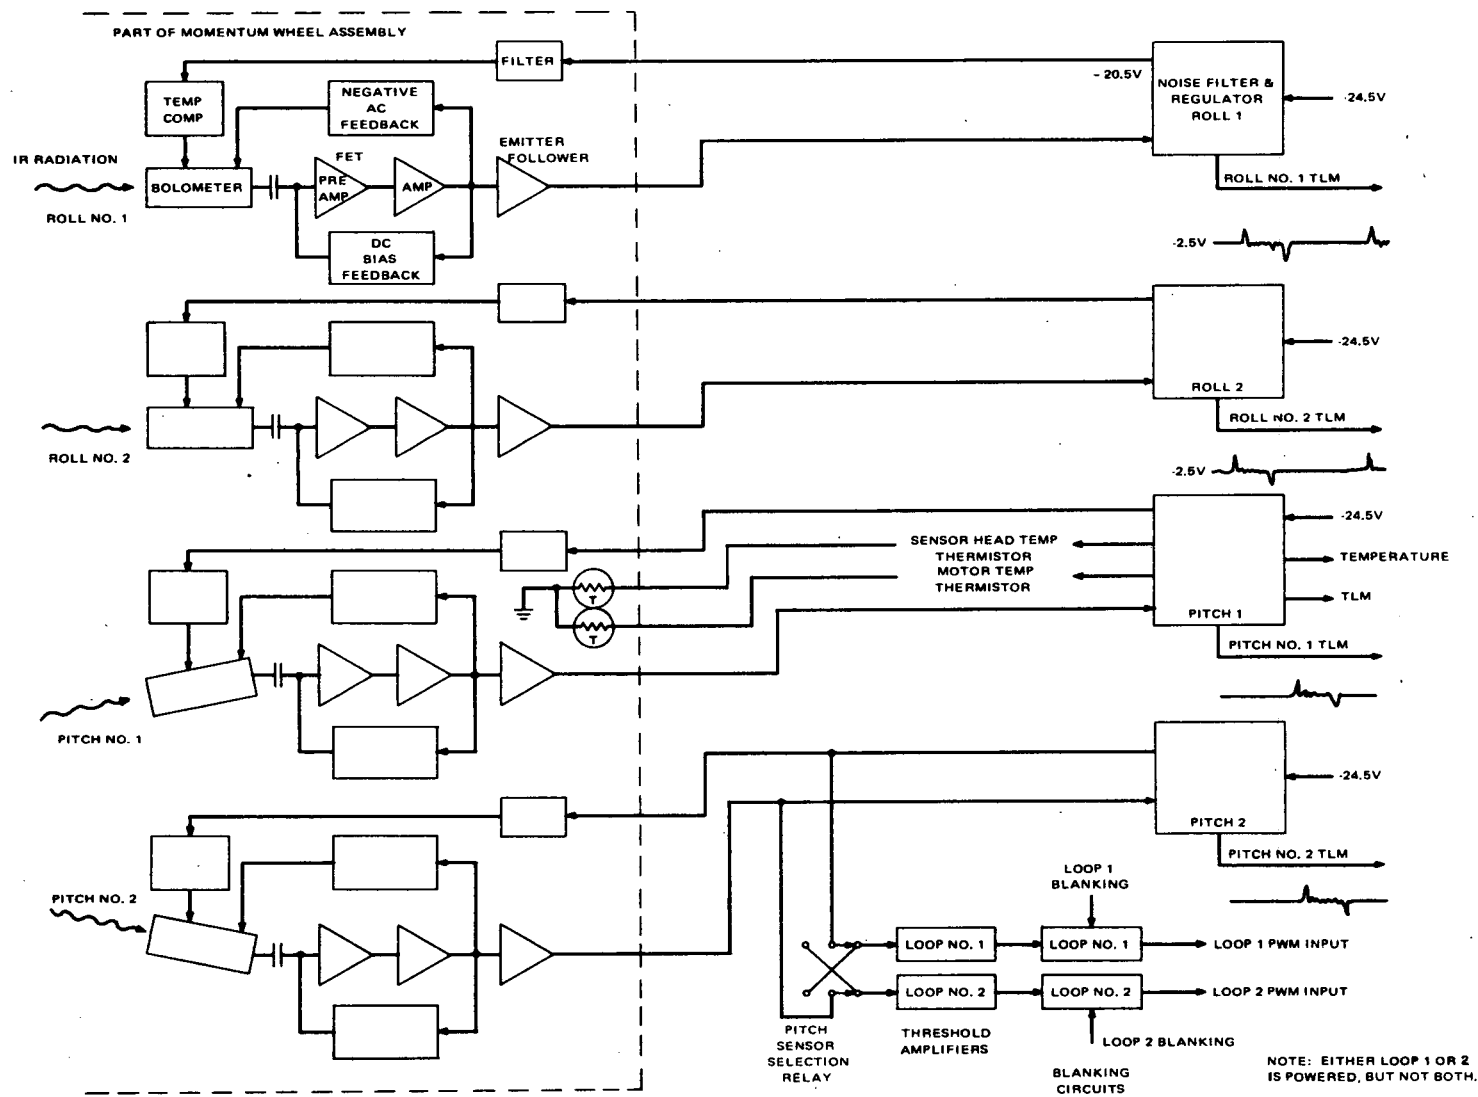 PART OF MOMENTUM WHEEL ASSEMBLY
FILTER
- 20.5V
NOISE FILTER &
REGULATOR
ROLL 1
-24.5V
TEMP
COMP
NEGATIVE
AC
FEEDBACK
IR RADIATION
BOLOMETER
ROLL NO. 1
FET
PRE
AMP
AMP
EMITTER
FOLLOWER
DC
BIAS
FEEDBACK
ROLL NO. 1 TLM
-2.5V
ROLL 2
-24.5V
ROLL NO. 2 TLM
ROLL NO. 2
-2.5V
-24.5V
SENSOR HEAD TEMP
THERMISTOR
MOTOR TEMP
THERMISTOR
TEMPERATURE
TLM
T
T
PITCH 1
PITCH NO. 1 TLM
PITCH NO. 1
-24.5V
PITCH 2
PITCH NO. 2 TLM
PITCH NO. 2
LOOP 1
BLANKING
LOOP NO. 1
LOOP NO. 1
LOOP 1 PWM INPUT
LOOP NO. 2
LOOP NO. 2
LOOP 2 PWM INPUT
PITCH
SENSOR
SELECTION
RELAY
THRESHOLD
AMPLIFIERS
LOOP 2 BLANKING
BLANKING
CIRCUITS
NOTE: EITHER LOOP 1 OR 2
IS POWERED, BUT NOT BOTH.